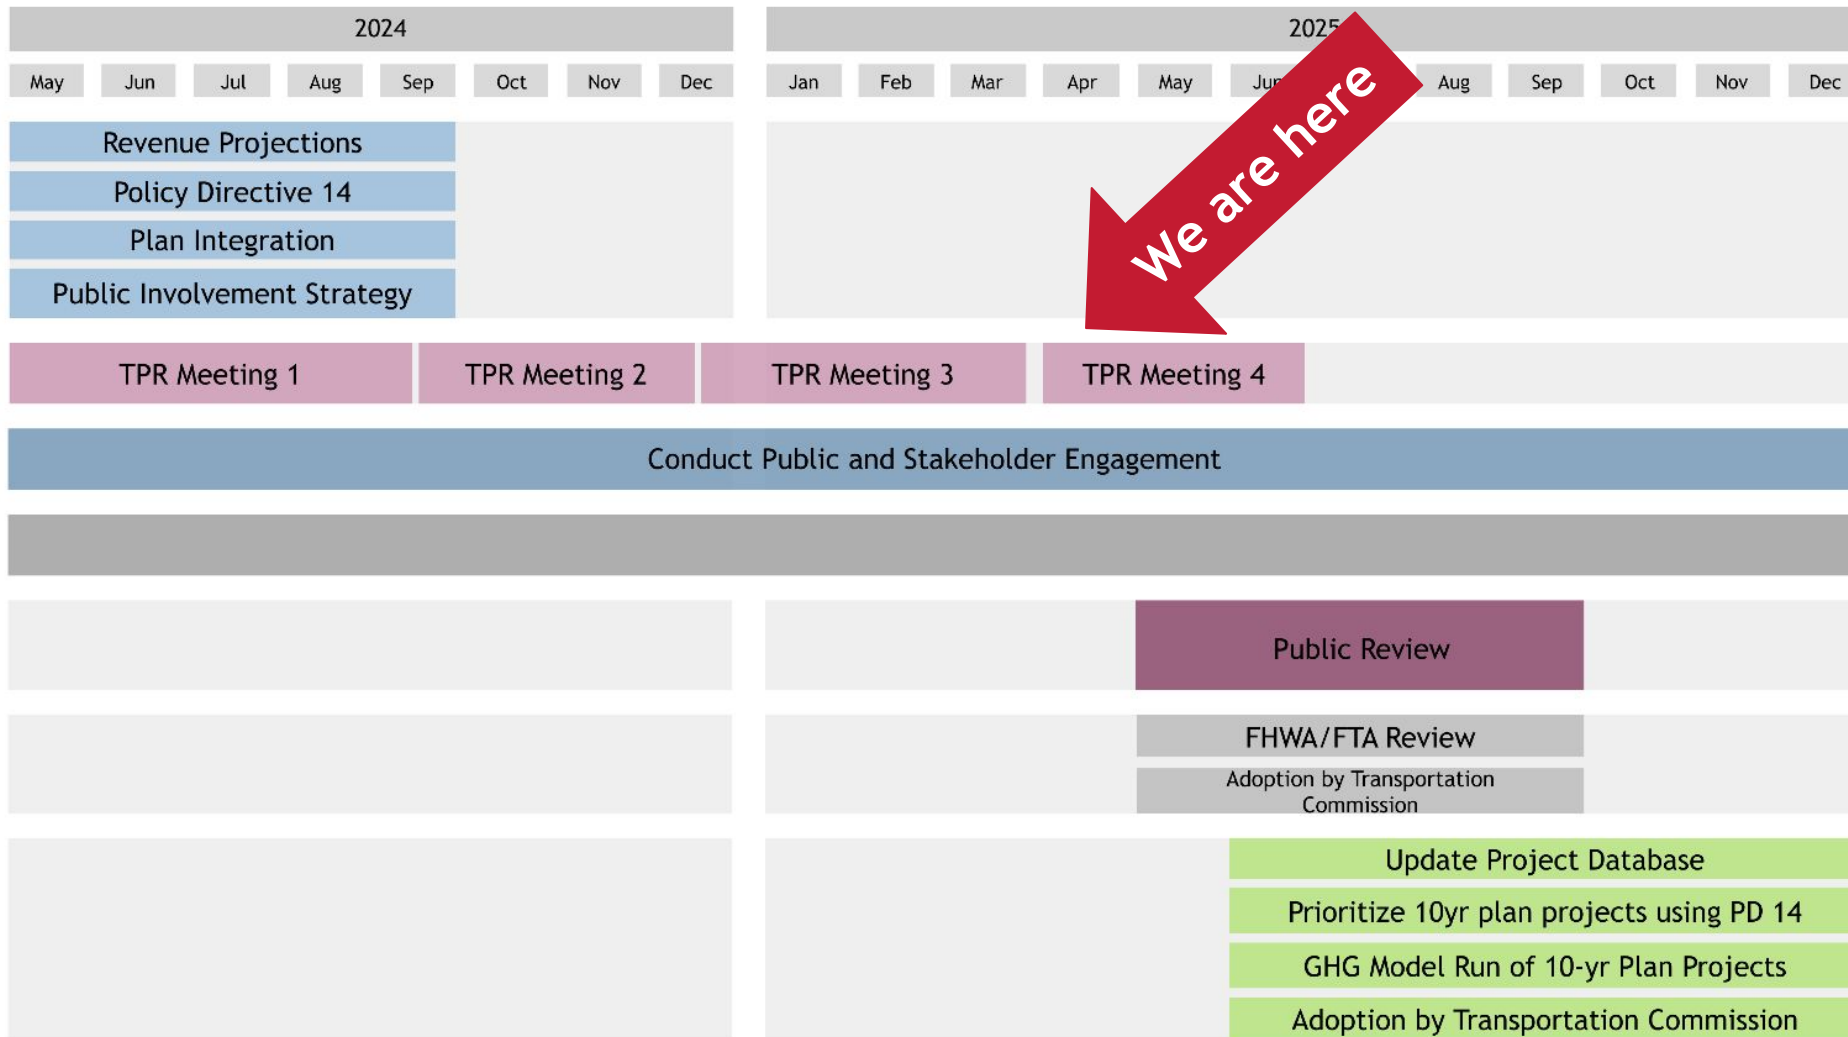 2024
2025
May
Jun
Jul
Aug
Sep
Oct
Nov
Dec
Jan
Feb
Mar
Apr
May
Jun
Aug
Sep
Oct
Nov
Dec
We are here
Revenue Projections
Policy Directive 14
Plan Integration
Public Involvement Strategy
TPR Meeting 1
TPR Meeting 2
TPR Meeting 3
TPR Meeting 4
Conduct Public and Stakeholder Engagement
Public Review
FHWA/FTA Review
Adoption by Transportation
Commission
Update Project Database
Prioritize 10yr plan projects using PD 14
GHG Model Run of 10-yr Plan Projects
Adoption by Transportation Commission